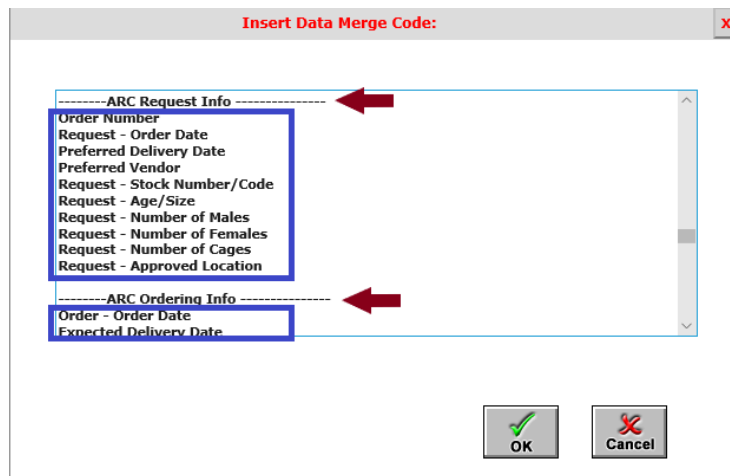 Insert Data Merge Code:
x
--------ARC Request Info ---------------
Order Number
Request - Order Date
Preferred Delivery Date
Preferred Vendor
Request - Stock Number/Code
Request - Age/Size
Request - Number of Males
Request - Number of Females
Request - Number of Cages
Request - Approved Location
--------ARC Ordering Info ---------------
Order - Order Date
Expected Delivery Date
OK
Cancel